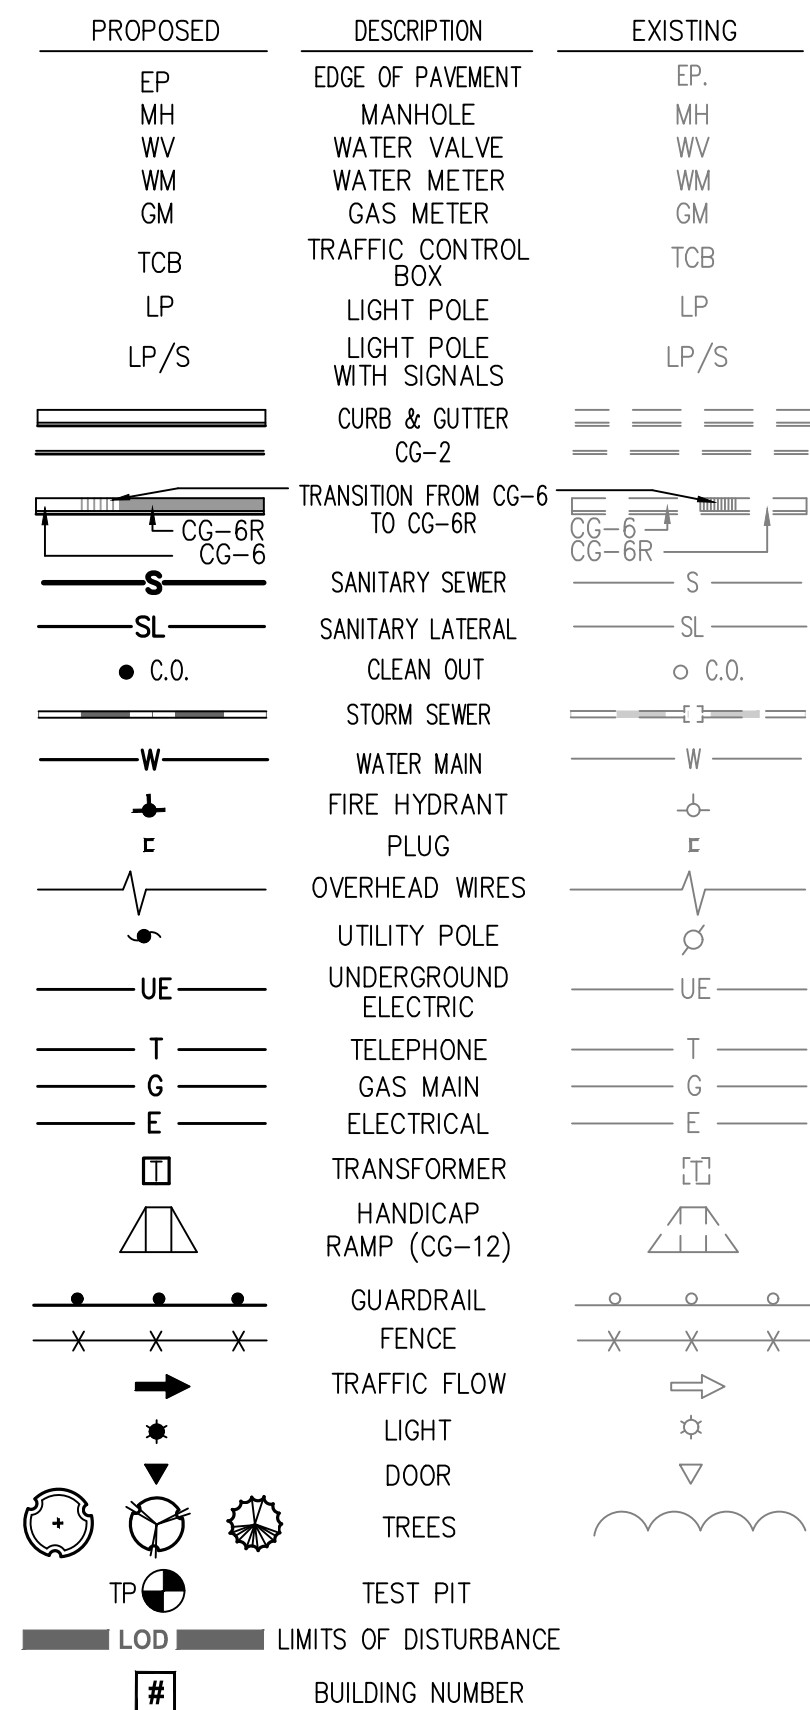 PROPOSED DESCRIPTION EXISTING
EP EDGE OF PAVEMENT EP.
MH MANHOLE MH
WV WATER VALVE WV
WM WATER METER WM
GM GAS METER GM
TCB TRAFFIC CONTROL TCB
BOX
LP LIGHT POLE LP
LP/S LIGHT POLE LP/S
WITH SIGNALS
CURB & GUTTER
CG-2
TRANSITION FROM CG-6
CG-6R TO CG-6R CG-6
CG-6 CG-6R
S SANITARY SEWER S
SL SANITARY LATERAL SL
C.O. CLEAN OUT C.O.
STORM SEWER
W WATER MAIN W
FIRE HYDRANT
PLUG
OVERHEAD WIRES
UTILITY POLE
UE UNDERGROUND UE
ELECTRIC
T TELEPHONE T
G GAS MAIN G
E ELECTRICAL E
T TRANSFORMER T
HANDICAP
RAMP (CG-12)
GUARDRAIL
FENCE
TRAFFIC FLOW
LIGHT
DOOR
TREES
TP TEST PIT
LOD LIMITS OF DISTURBANCE
# BUILDING NUMBER